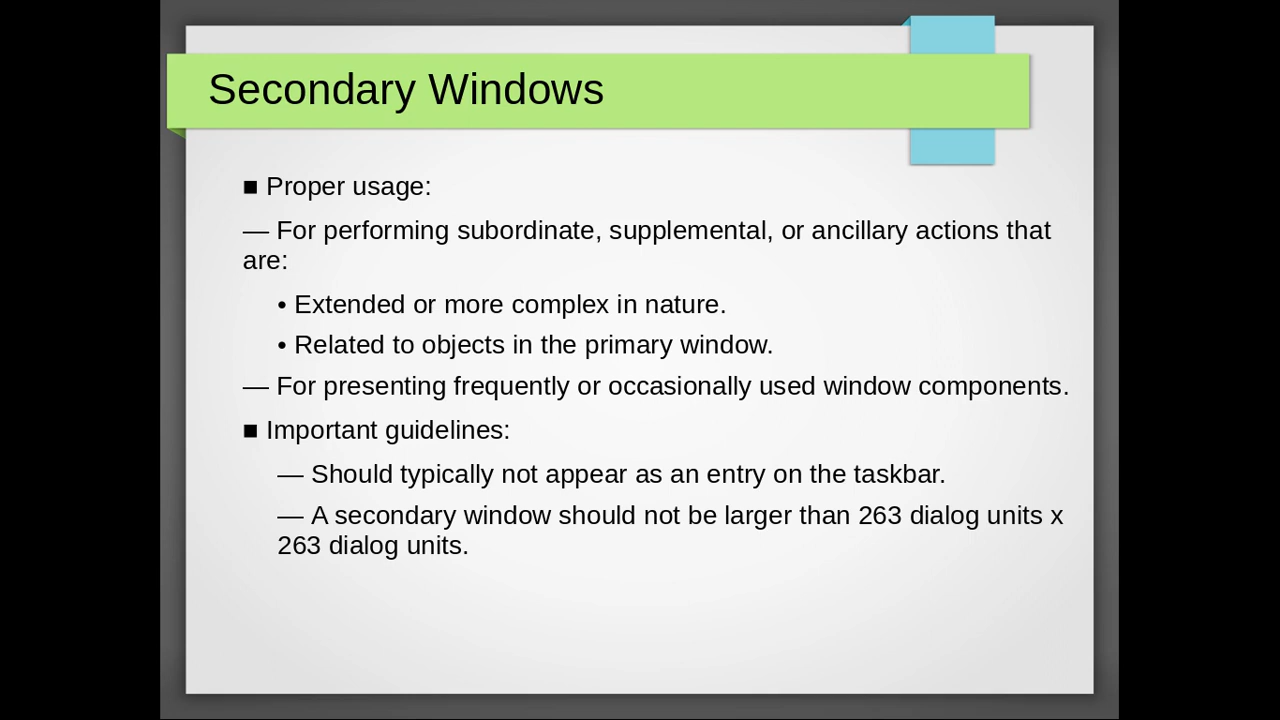 Secondary Windows
■ Proper usage:
— For performing subordinate, supplemental, or ancillary actions that
are:
• Extended or more complex in nature.
• Related to objects in the primary window.
— For presenting frequently or occasionally used window components.
■ Important guidelines:
— Should typically not appear as an entry on the taskbar.
— A secondary window should not be larger than 263 dialog units x
263 dialog units.